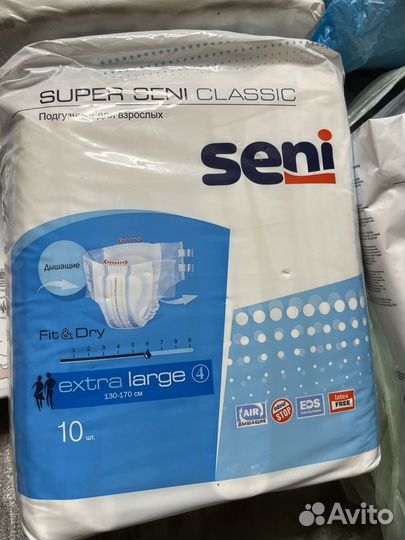 SUPER SENI CLASSIC
Подгузники для взрослых
seni
Дышащие
Fit & Dry
1 2 3 4 5 6 7 8 9
extra large 4
130-170 см
10 шт.
AIR
ДЫШАЩИЕ
STOP
EDS
latex
FREE
Avito